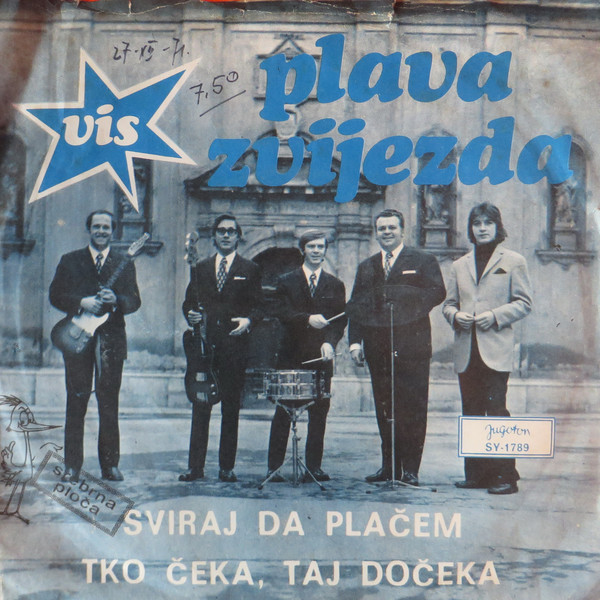 27-XII-71.
7,50
vis
plava
zvijezda
Jugoton
SY-1789
srebrna
ploča
SVIRAJ DA PLAČEM
TKO ČEKA, TAJ DOČEKA